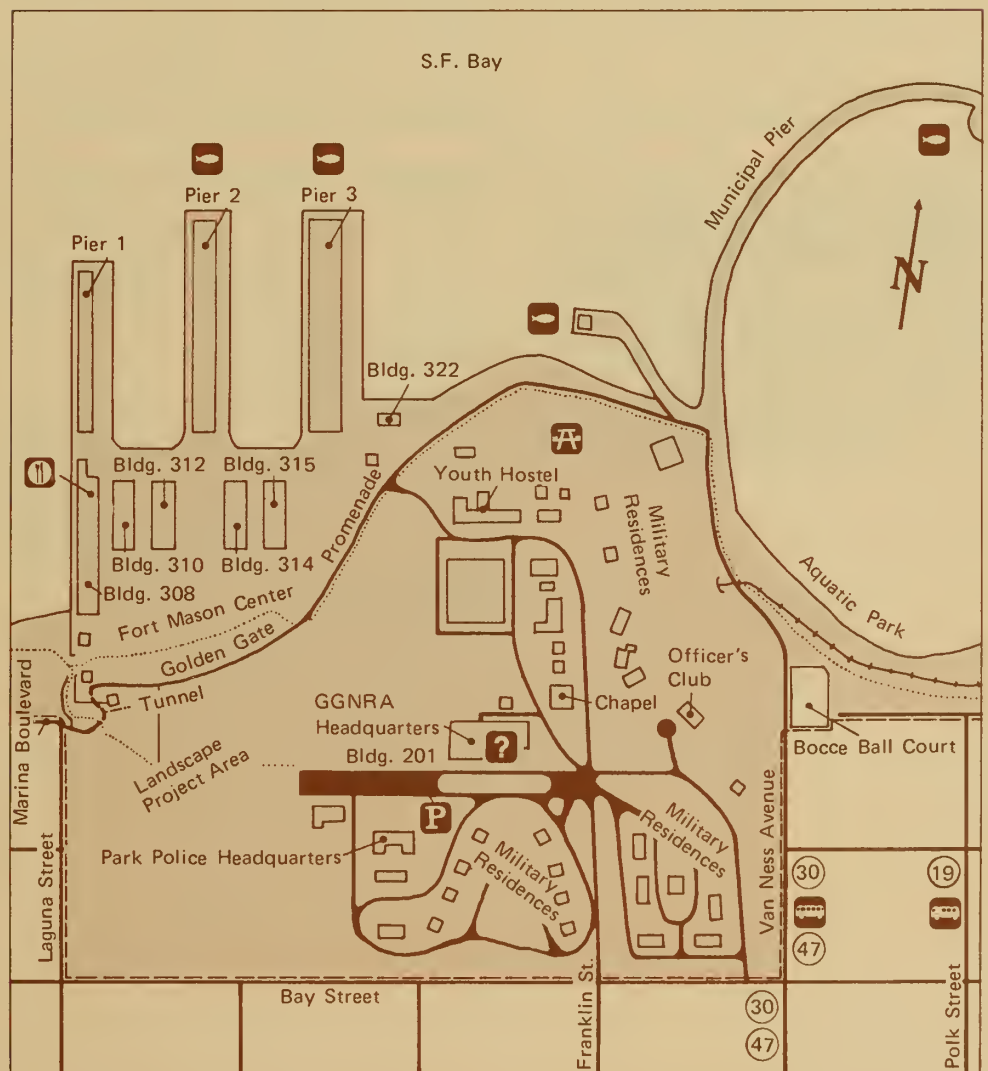 S.F. Bay
Municipal Pier
Pier 2
Pier 3
Pier 1
N
Bldg. 322
Bldg. 312
Bldg. 315
Youth Hostel
Promenade
Military
Residences
Bldg. 310
Bldg. 314
Bldg. 308
Fort Mason Center
Golden Gate
Aquatic Park
Officer's
Club
Tunnel
Chapel
GGNRA
Headquarters
?
Bldg. 201
Marina Boulevard
Landscape
Project Area
Bocce Ball Court
P
Military
Residences
Park Police Headquarters
Military
Residences
Van Ness Avenue
Laguna Street
30
19
47
Bay Street
Franklin St.
30
47
Polk Street